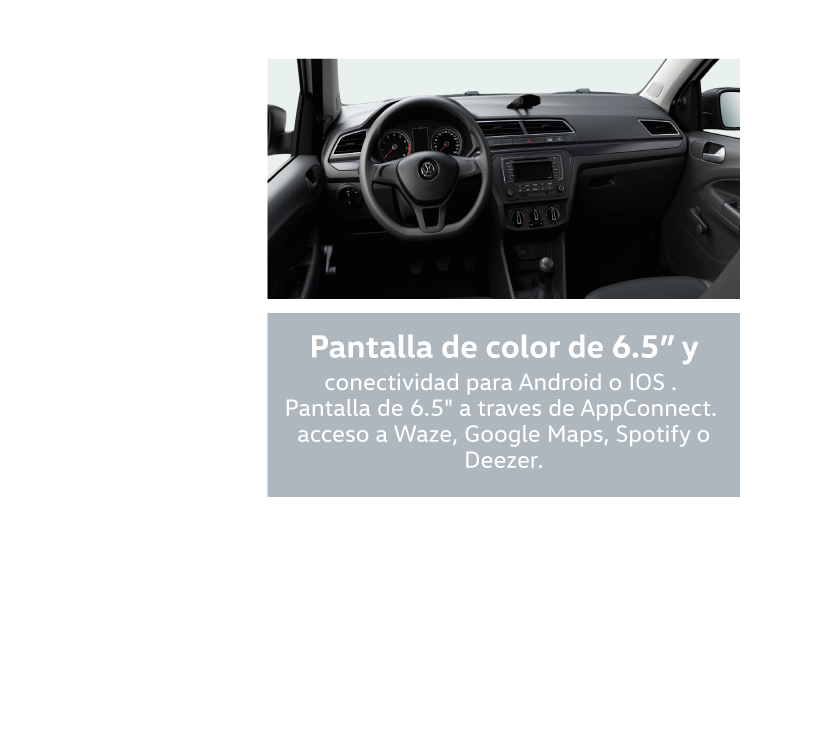 Pantalla de color de 6.5” y
conectividad para Android o IOS .
Pantalla de 6.5" a traves de AppConnect.
acceso a Waze, Google Maps, Spotify o
Deezer.